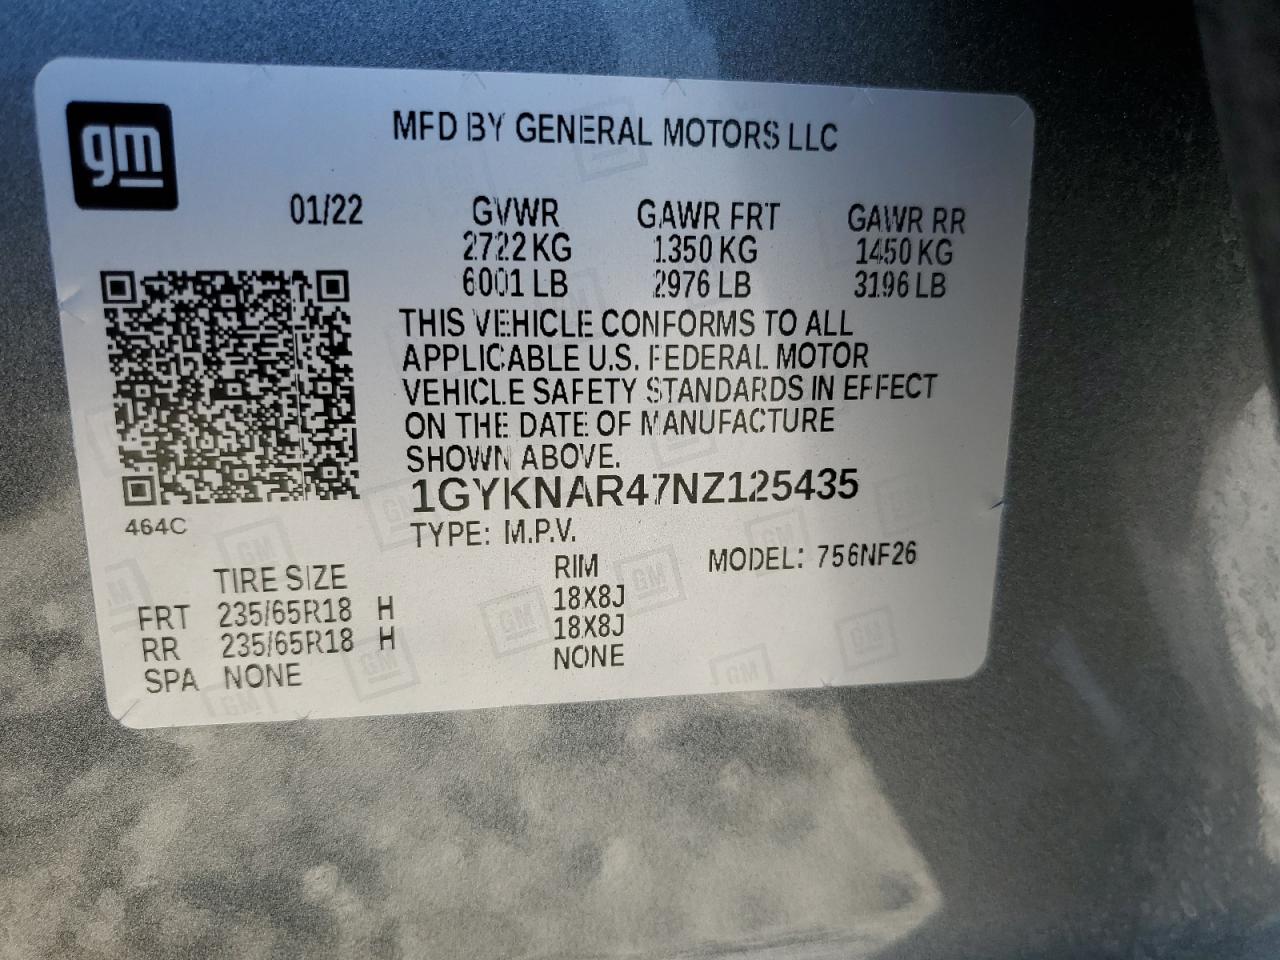 gm
MFD BY GENERAL MOTORS LLC
01/22 GVWR GAWR FRT GAWR RR
2722 KG 1350 KG 1450 KG
6001 LB 2976 LB 3196 LB
THIS VEHICLE CONFORMS TO ALL
APPLICABLE U.S. FEDERAL MOTOR
VEHICLE SAFETY STANDARDS IN EFFECT
ON THE DATE OF MANUFACTURE
SHOWN ABOVE.
1GYKNAR47NZ125435
464C
TYPE: M.P.V.
TIRE SIZE RIM MODEL: 756NF26
FRT 235/65R18 H 18X8J
RR 235/65R18 H 18X8J
SPA NONE NONE